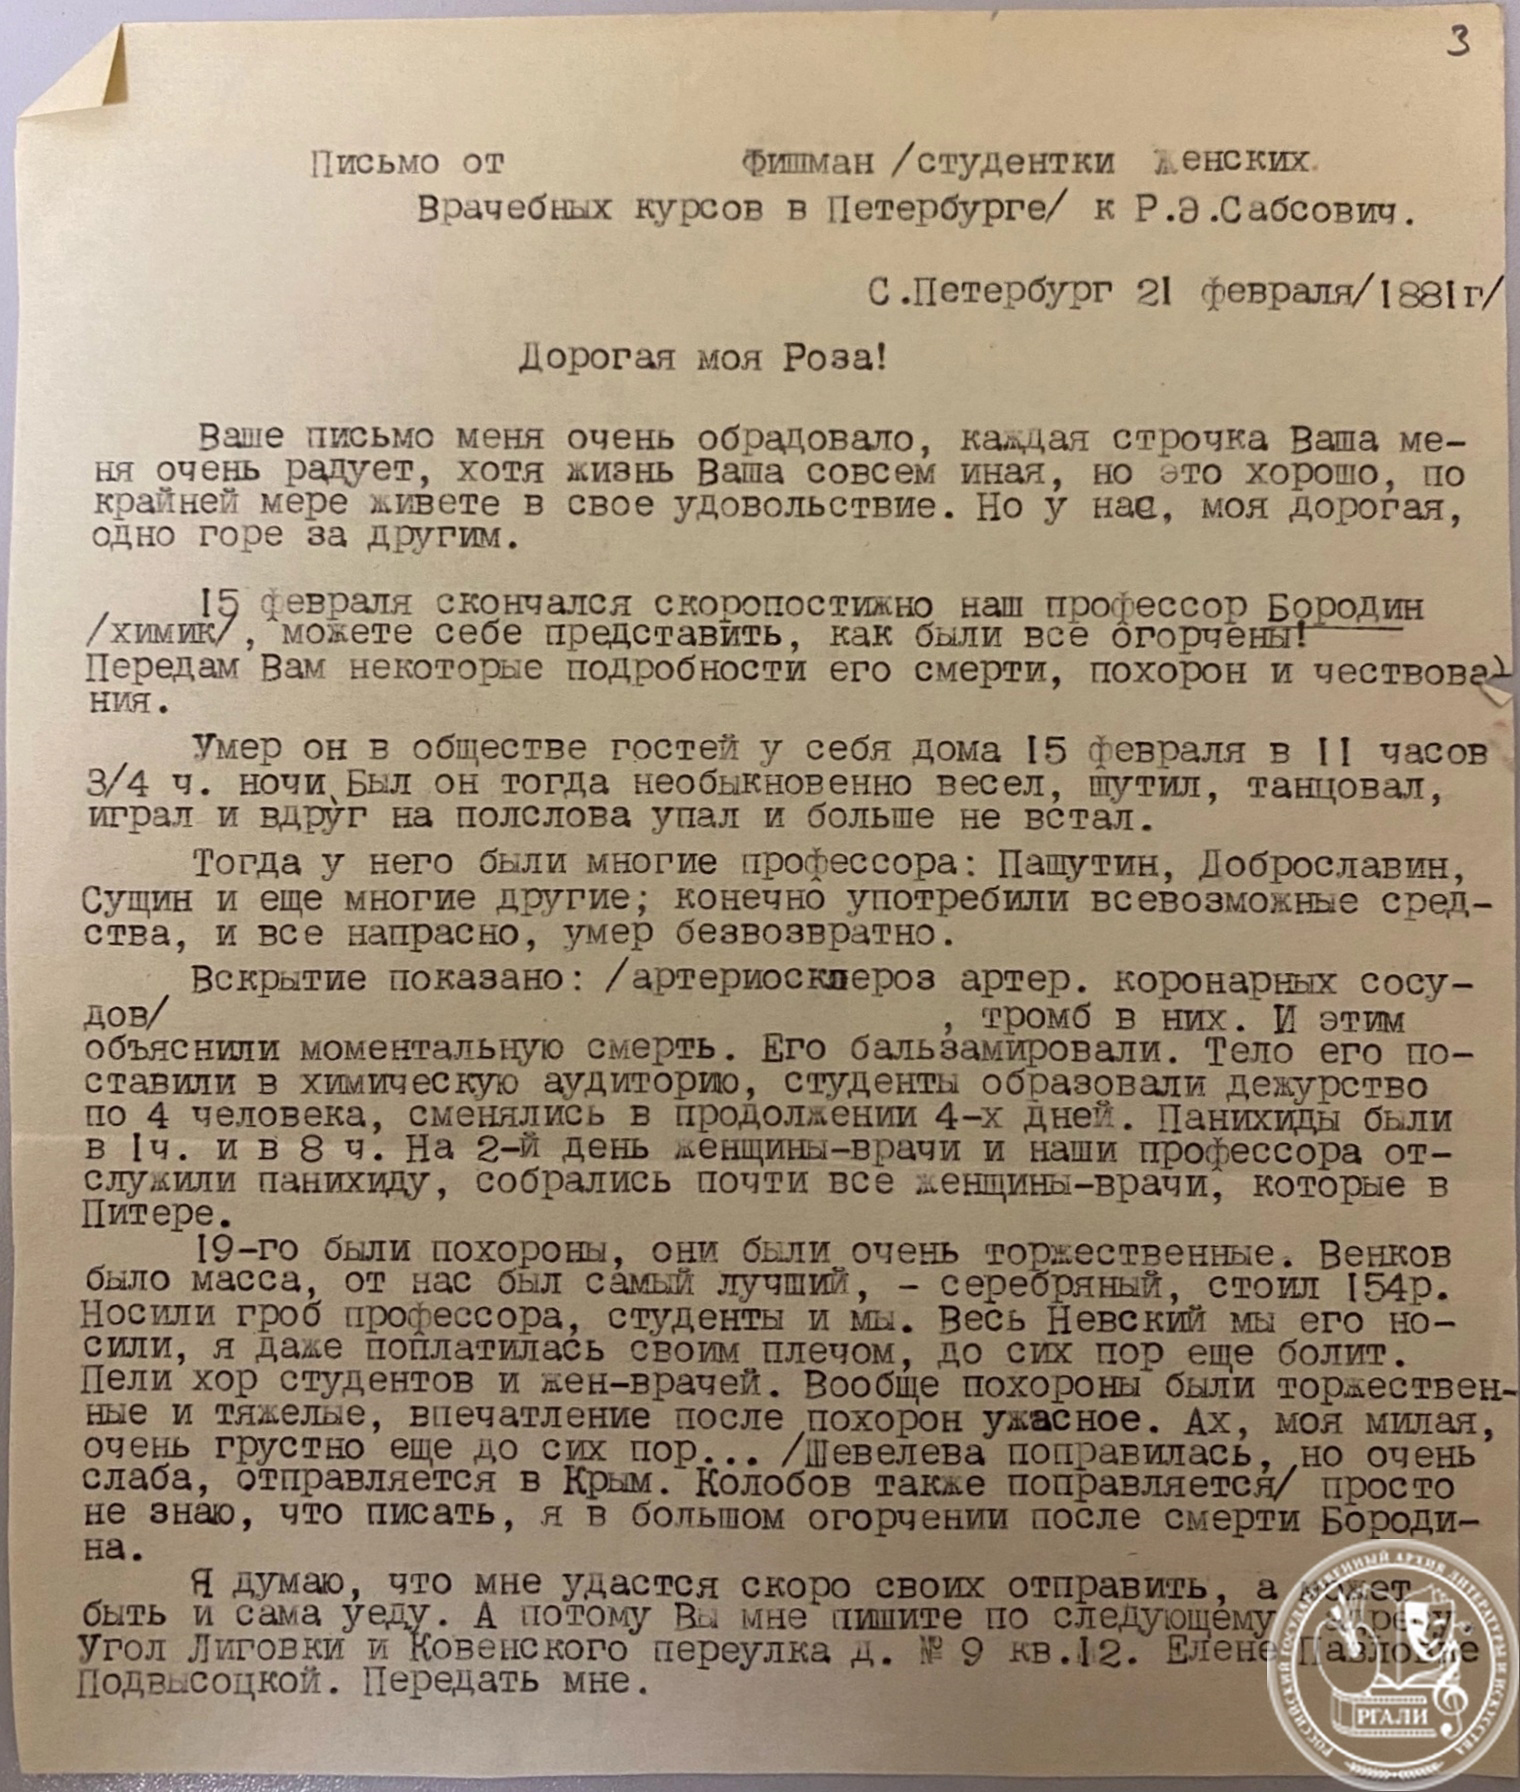 3
Письмо от Фишман /студентки Женских
Врачебных курсов в Петербурге/ к Р.Э.Сабсович.
С.Петербург 21 февраля/1881г/
Дорогая моя Роза!
Ваше письмо меня очень обрадовало, каждая строчка Ваша ме-
ня очень радует, хотя жизнь Ваша совсем иная, но это хорошо, по
крайней мере живете в свое удовольствие. Но у нас, моя дорогая,
одно горе за другим.
15 февраля скончался скоропостижно наш профессор Бородин
/химик/, можете себе представить, как были все огорчены!
Передам Вам некоторые подробности его смерти, похорон и чествова
ния.
Умер он в обществе гостей у себя дома 15 февраля в 11 часов
3/4 ч. ночи Был он тогда необыкновенно весел, шутил, танцовал,
играл и вдруг на полслова упал и больше не встал.
Тогда у него были многие профессора: Пашутин, Доброславин,
Сущин и еще многие другие; конечно употребили всевозможные сред-
ства, и все напрасно, умер безвозвратно.
Вскрытие показано: /артериосклероз артер. коронарных сосу-
дов/ , тромб в них. И этим
объяснили моментальную смерть. Его бальзамировали. Тело его по-
ставили в химическую аудиторию, студенты образовали дежурство
по 4 человека, сменялись в продолжении 4-х дней. Панихиды были
в 1ч. и в 8 ч. На 2-й день женщины-врачи и наши профессора от-
служили панихиду, собрались почти все женщины-врачи, которые в
Питере.
19-го были похороны, они были очень торжественные. Венков
было масса, от нас был самый лучший, - серебряный, стоил 154р.
Носили гроб профессора, студенты и мы. Весь Невский мы его но-
сили, я даже поплатилась своим плечом, до сих пор еще болит.
Пели хор студентов и жен-врачей. Вообще похороны были торжествен-
ные и тяжелые, впечатление после похорон ужасное. Ах, моя милая,
очень грустно еще до сих пор... /Шевелева поправилась, но очень
слаба, отправляется в Крым. Колобов также поправляется/ просто
не знаю, что писать, я в большом огорчении после смерти Бороди-
на.
Я думаю, что мне удастся скоро своих отправить, а может
быть и сама уеду. А потому Вы мне пишите по следующему адресу.
Угол Лиговки и Ковенского переулка д. № 9 кв.12. Елене Павловне
Подвысоцкой. Передать мне.
РОССИЙСКИЙ ГОСУДАРСТВЕННЫЙ АРХИВ ЛИТЕРАТУРЫ И ИСКУССТВА
РГАЛИ